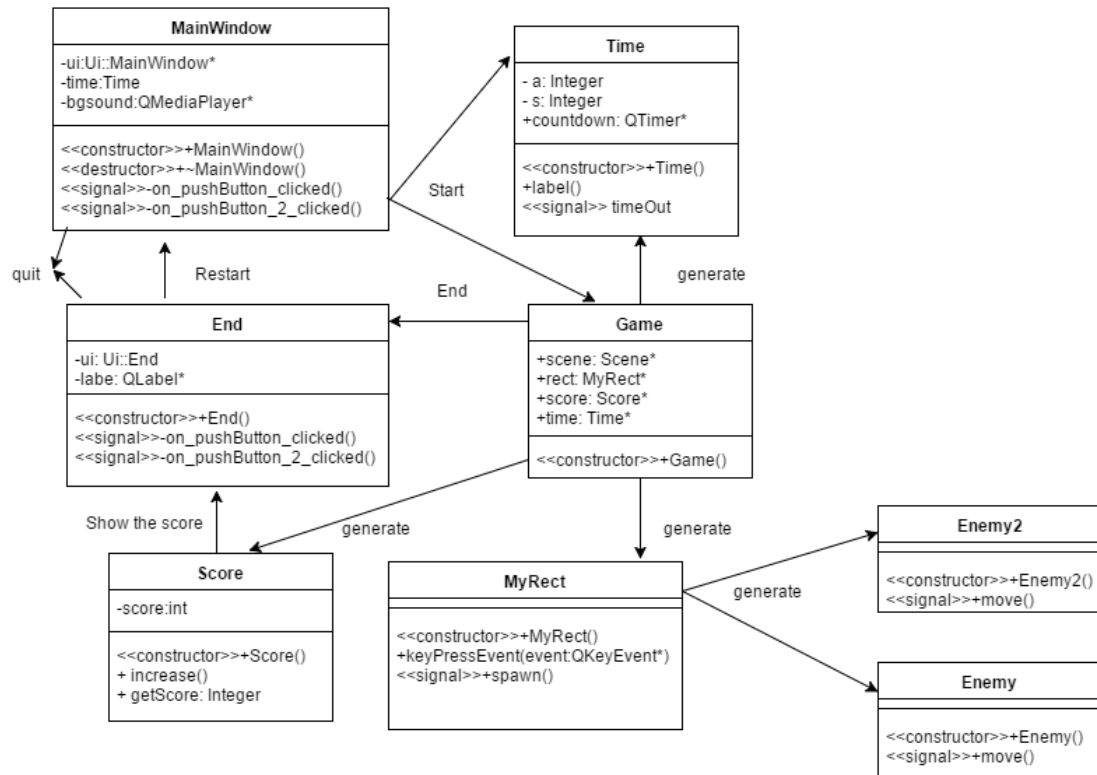 MainWindow
-ui:Ui::MainWindow*
-time:Time
-bgsound:QMediaPlayer*
<<constructor>>+MainWindow()
<<destructor>>+~MainWindow()
<<signal>>-on_pushButton_clicked()
<<signal>>-on_pushButton_2_clicked()
Time
- a: Integer
- s: Integer
+countdown: QTimer*
<<constructor>>+Time()
+label()
<<signal>> timeOut
Start
quit
Restart
End
generate
End
-ui: Ui::End
-labe: QLabel*
<<constructor>>+End()
<<signal>>-on_pushButton_clicked()
<<signal>>-on_pushButton_2_clicked()
Game
+scene: Scene*
+rect: MyRect*
+score: Score*
+time: Time*
<<constructor>>+Game()
Show the score
generate
generate
Score
-score:int
<<constructor>>+Score()
+ increase()
+ getScore: Integer
MyRect
<<constructor>>+MyRect()
+keyPressEvent(event:QKeyEvent*)
<<signal>>+spawn()
generate
Enemy2
<<constructor>>+Enemy2()
<<signal>>+move()
Enemy
<<constructor>>+Enemy()
<<signal>>+move()